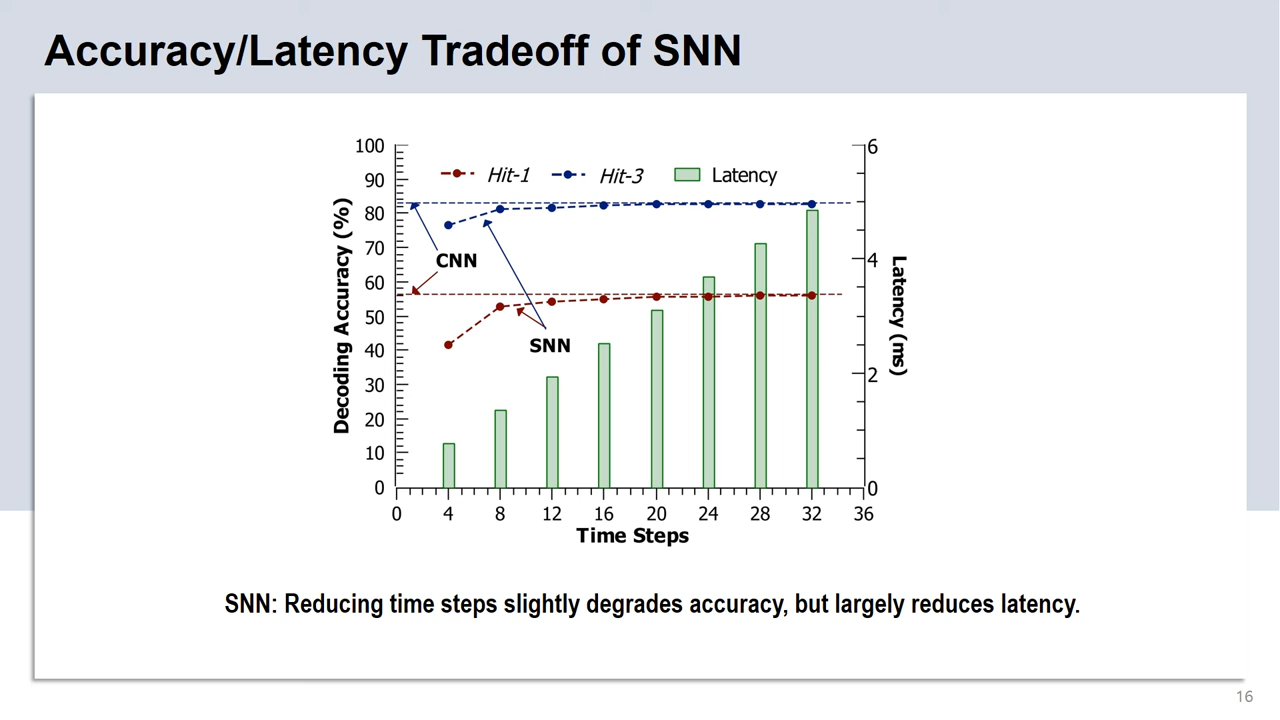 Accuracy/Latency Tradeoff of SNN
Hit-1 Hit-3 Latency
Decoding Accuracy (%)
100
90
80
70
60
50
40
30
20
10
0
CNN
SNN
6
4
2
0
Latency (ms)
0 4 8 12 16 20 24 28 32 36
Time Steps
SNN: Reducing time steps slightly degrades accuracy, but largely reduces latency.
16